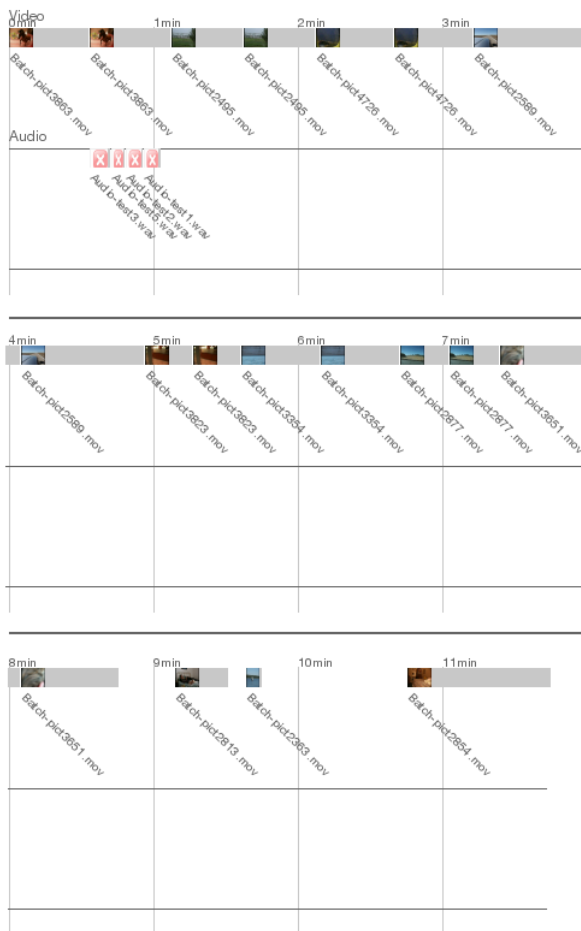 Video
0min 1min 2min 3min
Batch-pict3863.mov
Batch-pict3863.mov
Batch-pict2495.mov
Batch-pict2495.mov
Batch-pict4726.mov
Batch-pict4726.mov
Batch-pict2589.mov
Audio
Audio-test3.wav
Audio-test5.wav
Audio-test2.wav
Audio-test1.wav
4min 5min 6min 7min
Batch-pict2589.mov
Batch-pict3823.mov
Batch-pict3823.mov
Batch-pict3354.mov
Batch-pict3354.mov
Batch-pict2877.mov
Batch-pict2877.mov
Batch-pict3651.mov
8min 9min 10min 11min
Batch-pict3651.mov
Batch-pict2813.mov
Batch-pict2363.mov
Batch-pict2854.mov